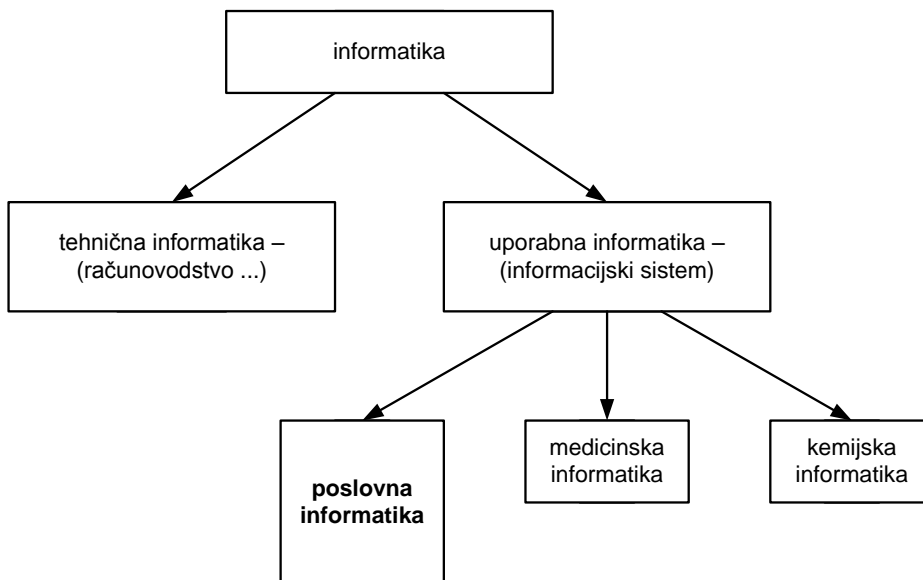 informatika
tehnična informatika –
(računovodstvo ...)
uporabna informatika –
(informacijski sistem)
poslovna
informatika
medicinska
informatika
kemijska
informatika